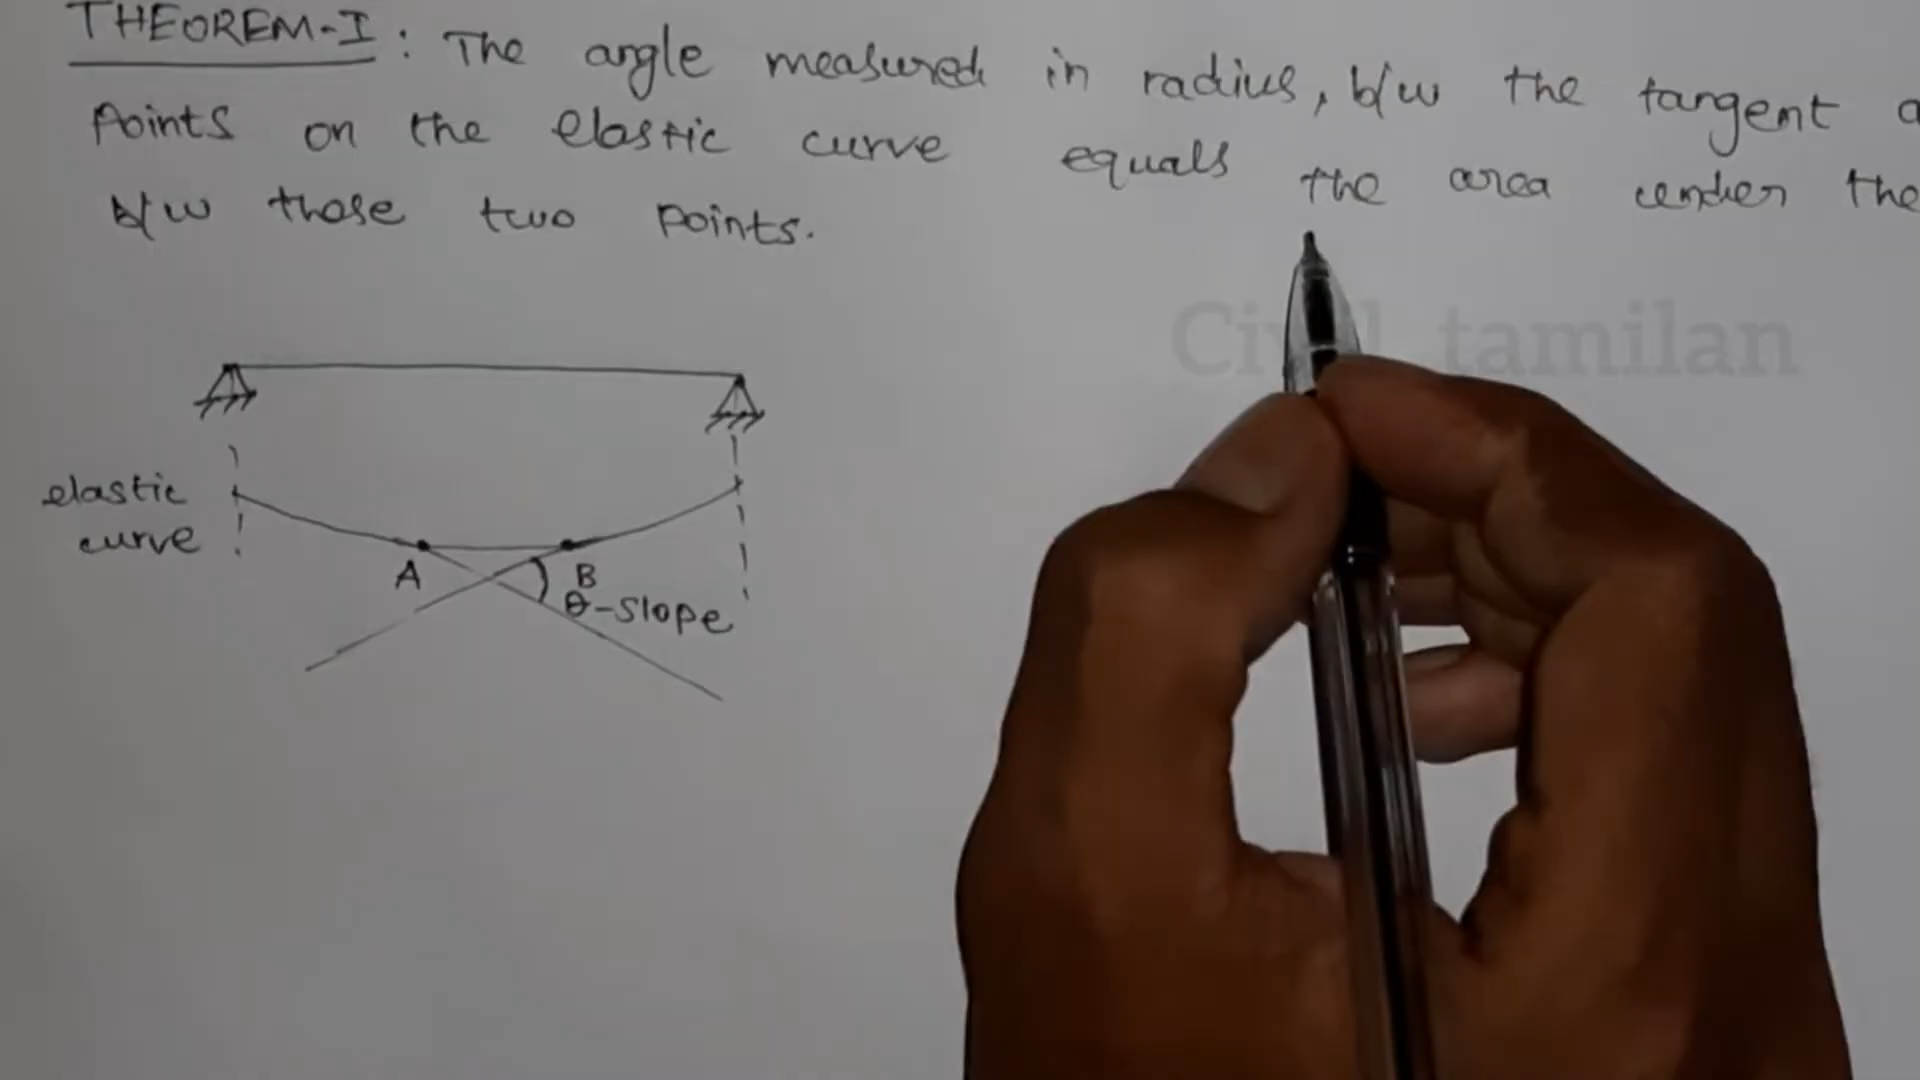 THEOREM-I : The angle measured in radius, b/w the tangent a
points on the elastic curve equals the area under the
b/w those two points.
Civil tamilan
elastic
curve
A
B
θ-slope